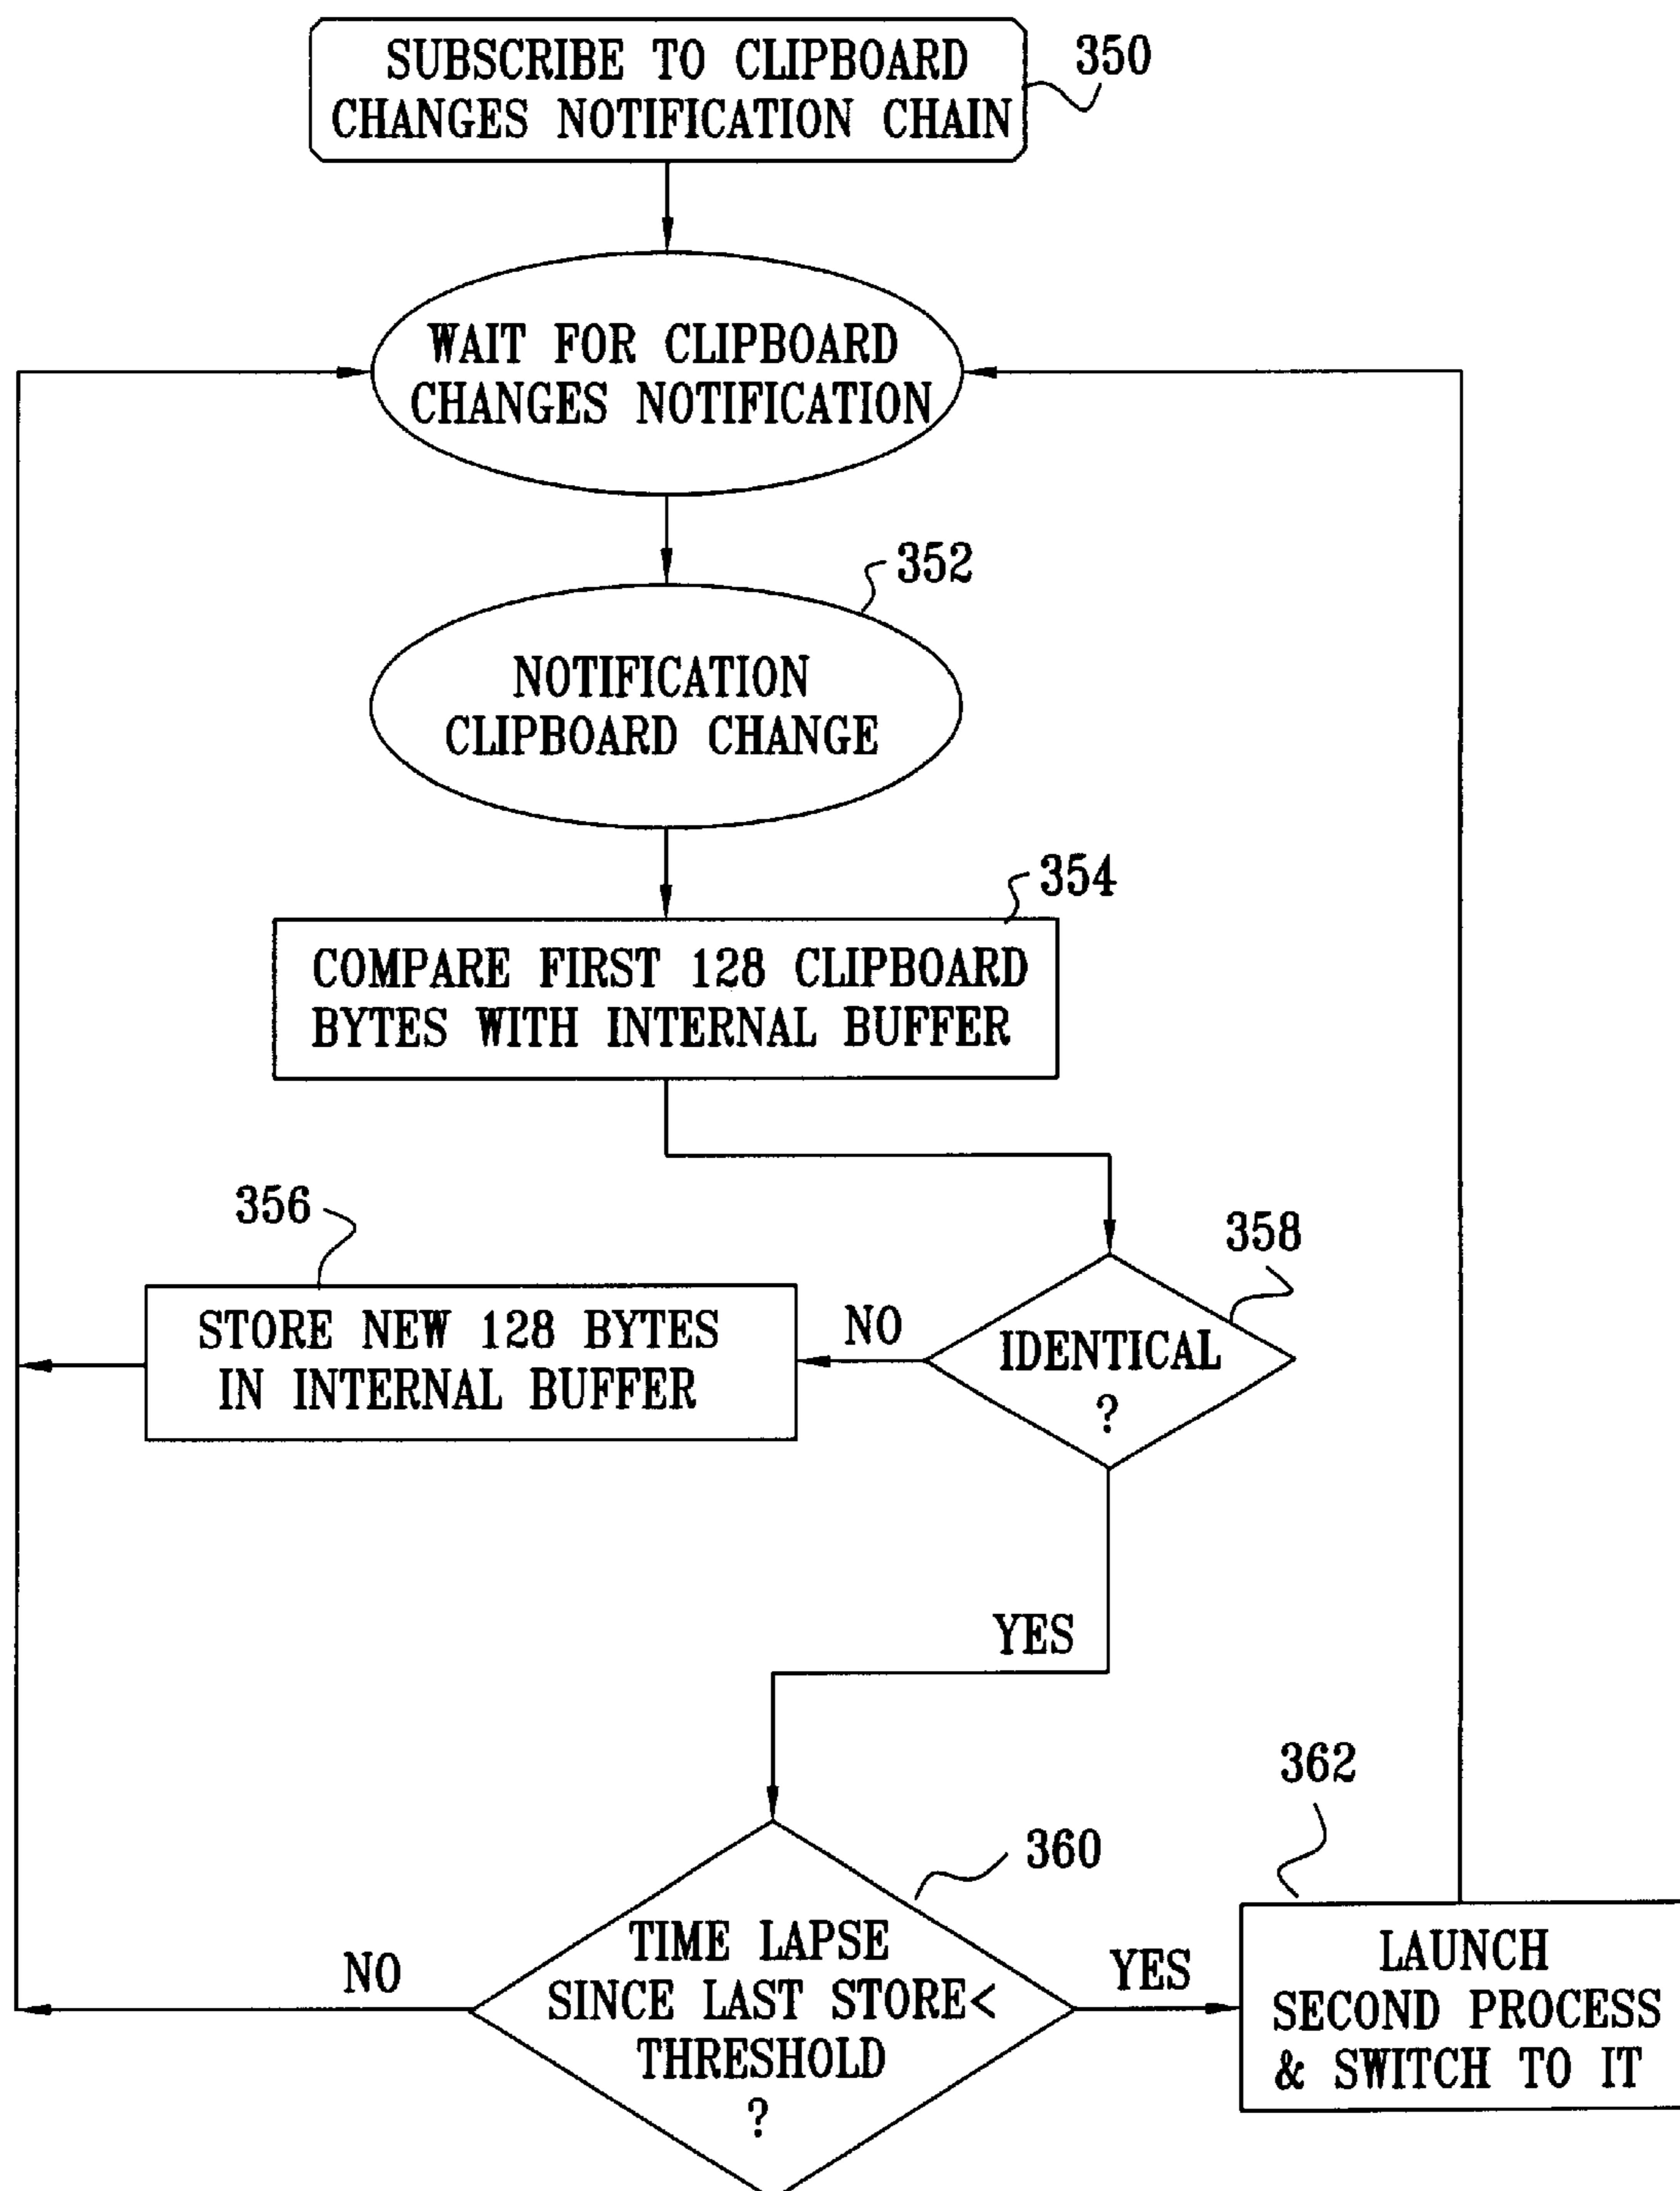 SUBSCRIBE TO CLIPBOARD
CHANGES NOTIFICATION CHAIN
350
WAIT FOR CLIPBOARD
CHANGES NOTIFICATION
352
NOTIFICATION
CLIPBOARD CHANGE
354
COMPARE FIRST 128 CLIPBOARD
BYTES WITH INTERNAL BUFFER
356
358
STORE NEW 128 BYTES
IN INTERNAL BUFFER
NO
IDENTICAL
?
YES
362
360
NO
TIME LAPSE
SINCE LAST STORE<
THRESHOLD
?
YES
LAUNCH
SECOND PROCESS
& SWITCH TO IT